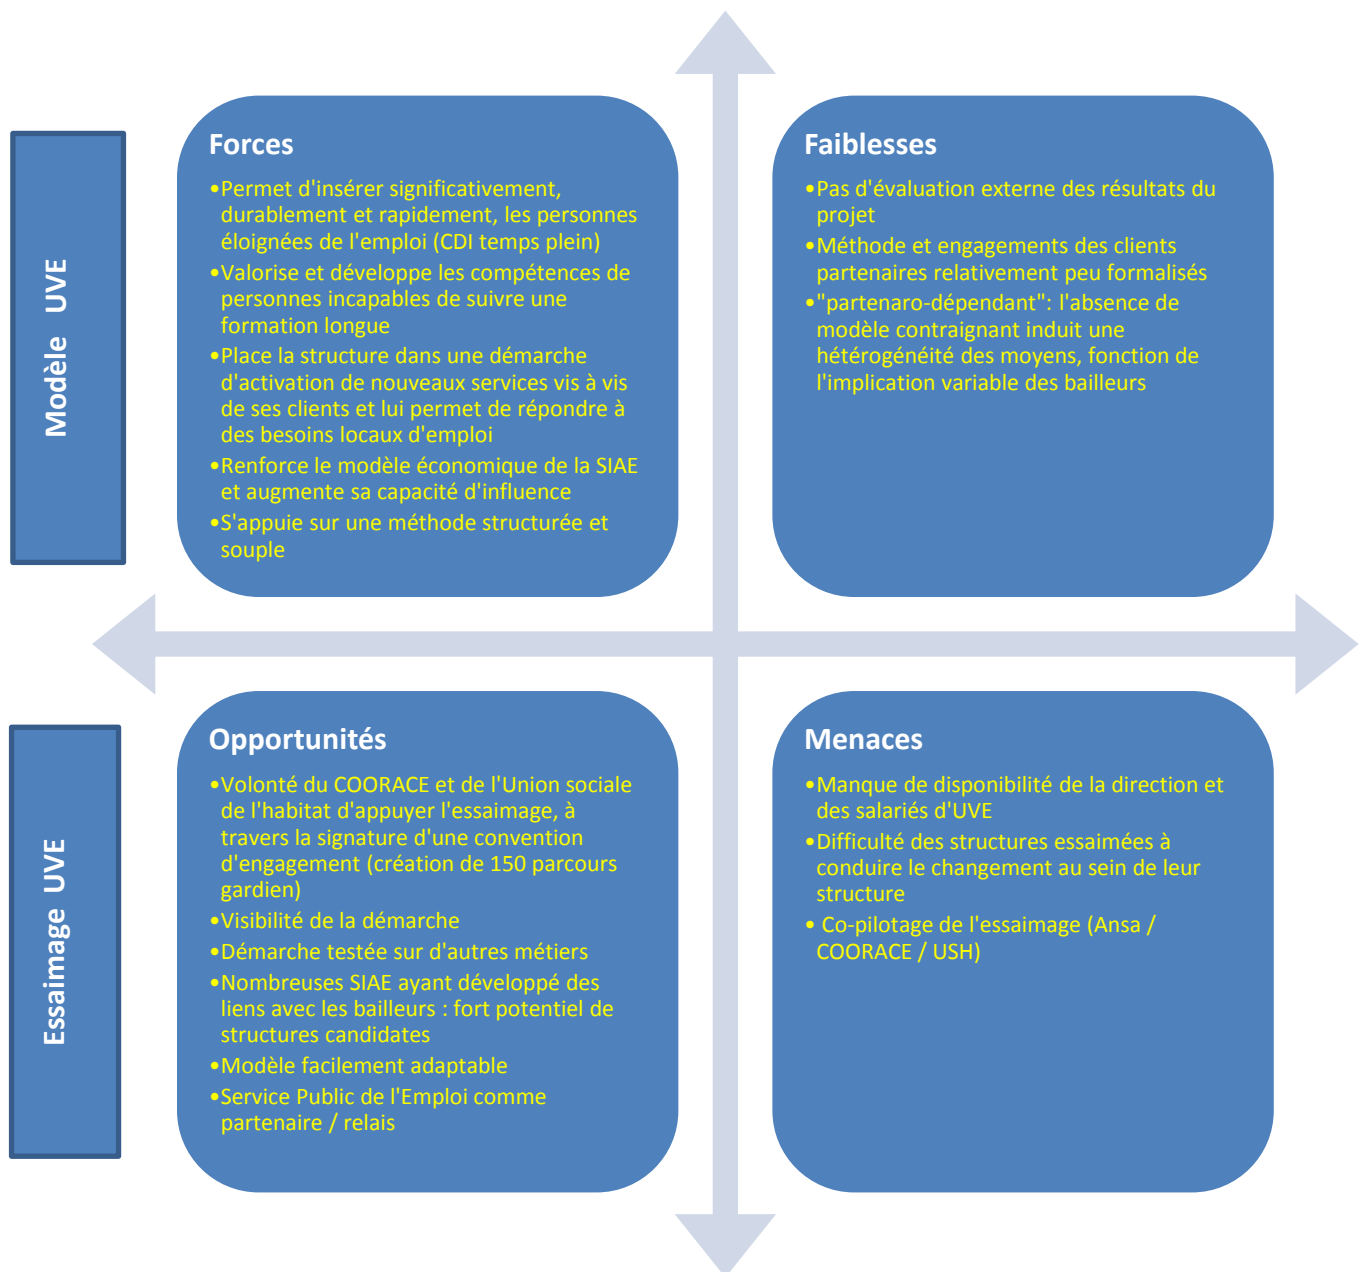 Modèle UVE
Forces
•Permet d'insérer significativement,
durablement et rapidement, les personnes
éloignées de l'emploi (CDI temps plein)
•Valorise et développe les compétences de
personnes incapables de suivre une
formation longue
•Place la structure dans une démarche
d'activation de nouveaux services vis à vis
de ses clients et lui permet de répondre à
des besoins locaux d'emploi
•Renforce le modèle économique de la SIAE
et augmente sa capacité d'influence
•S'appuie sur une méthode structurée et
souple
Faiblesses
•Pas d'évaluation externe des résultats du
projet
•Méthode et engagements des clients
partenaires relativement peu formalisés
•"partenaro-dépendant": l'absence de
modèle contraignant induit une
hétérogénéité des moyens, fonction de
l'implication variable des bailleurs
Essaimage UVE
Opportunités
•Volonté du COORACE et de l'Union sociale
de l'habitat d'appuyer l'essaimage, à
travers la signature d'une convention
d'engagement (création de 150 parcours
gardien)
•Visibilité de la démarche
•Démarche testée sur d'autres métiers
•Nombreuses SIAE ayant développé des
liens avec les bailleurs : fort potentiel de
structures candidates
•Modèle facilement adaptable
•Service Public de l'Emploi comme
partenaire / relais
Menaces
•Manque de disponibilité de la direction et
des salariés d'UVE
•Difficulté des structures essaimées à
conduire le changement au sein de leur
structure
• Co-pilotage de l'essaimage (Ansa /
COORACE / USH)